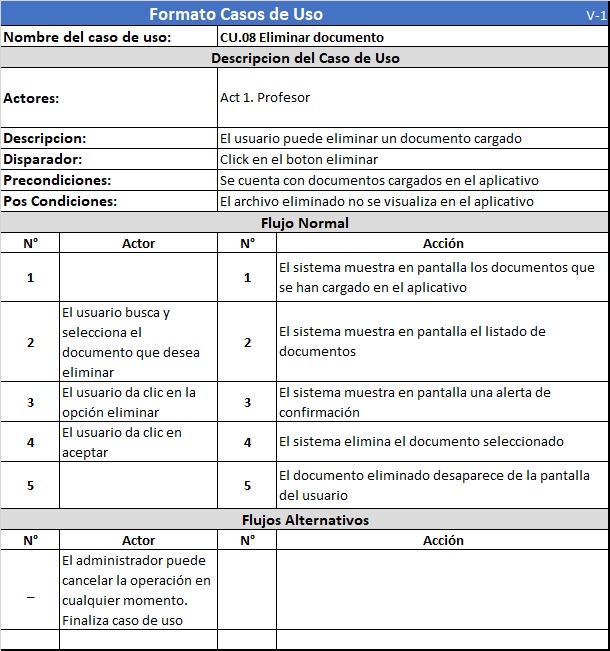 Formato Casos de Uso V-1
Nombre del caso de uso: CU.08 Eliminar documento
Descripcion del Caso de Uso
Actores: Act 1. Profesor
Descripcion: El usuario puede eliminar un documento cargado
Disparador: Click en el boton eliminar
Precondiciones: Se cuenta con documentos cargados en el aplicativo
Pos Condiciones: El archivo eliminado no se visualiza en el aplicativo
Flujo Normal
N° Actor N° Acción
1 1 El sistema muestra en pantalla los documentos que
se han cargado en el aplicativo
El usuario busca y
selecciona el
2 documento que desea 2 El sistema muestra en pantalla el listado de
eliminar documentos
3 El usuario da clic en la 3 El sistema muestra en pantalla una alerta de
opción eliminar confirmación
4 El usuario da clic en 4 El sistema elimina el documento seleccionado
aceptar
5 5 El documento eliminado desaparece de la pantalla
del usuario
Flujos Alternativos
N° Actor N° Acción
El administrador puede
cancelar la operación en
_ cualquier momento.
Finaliza caso de uso